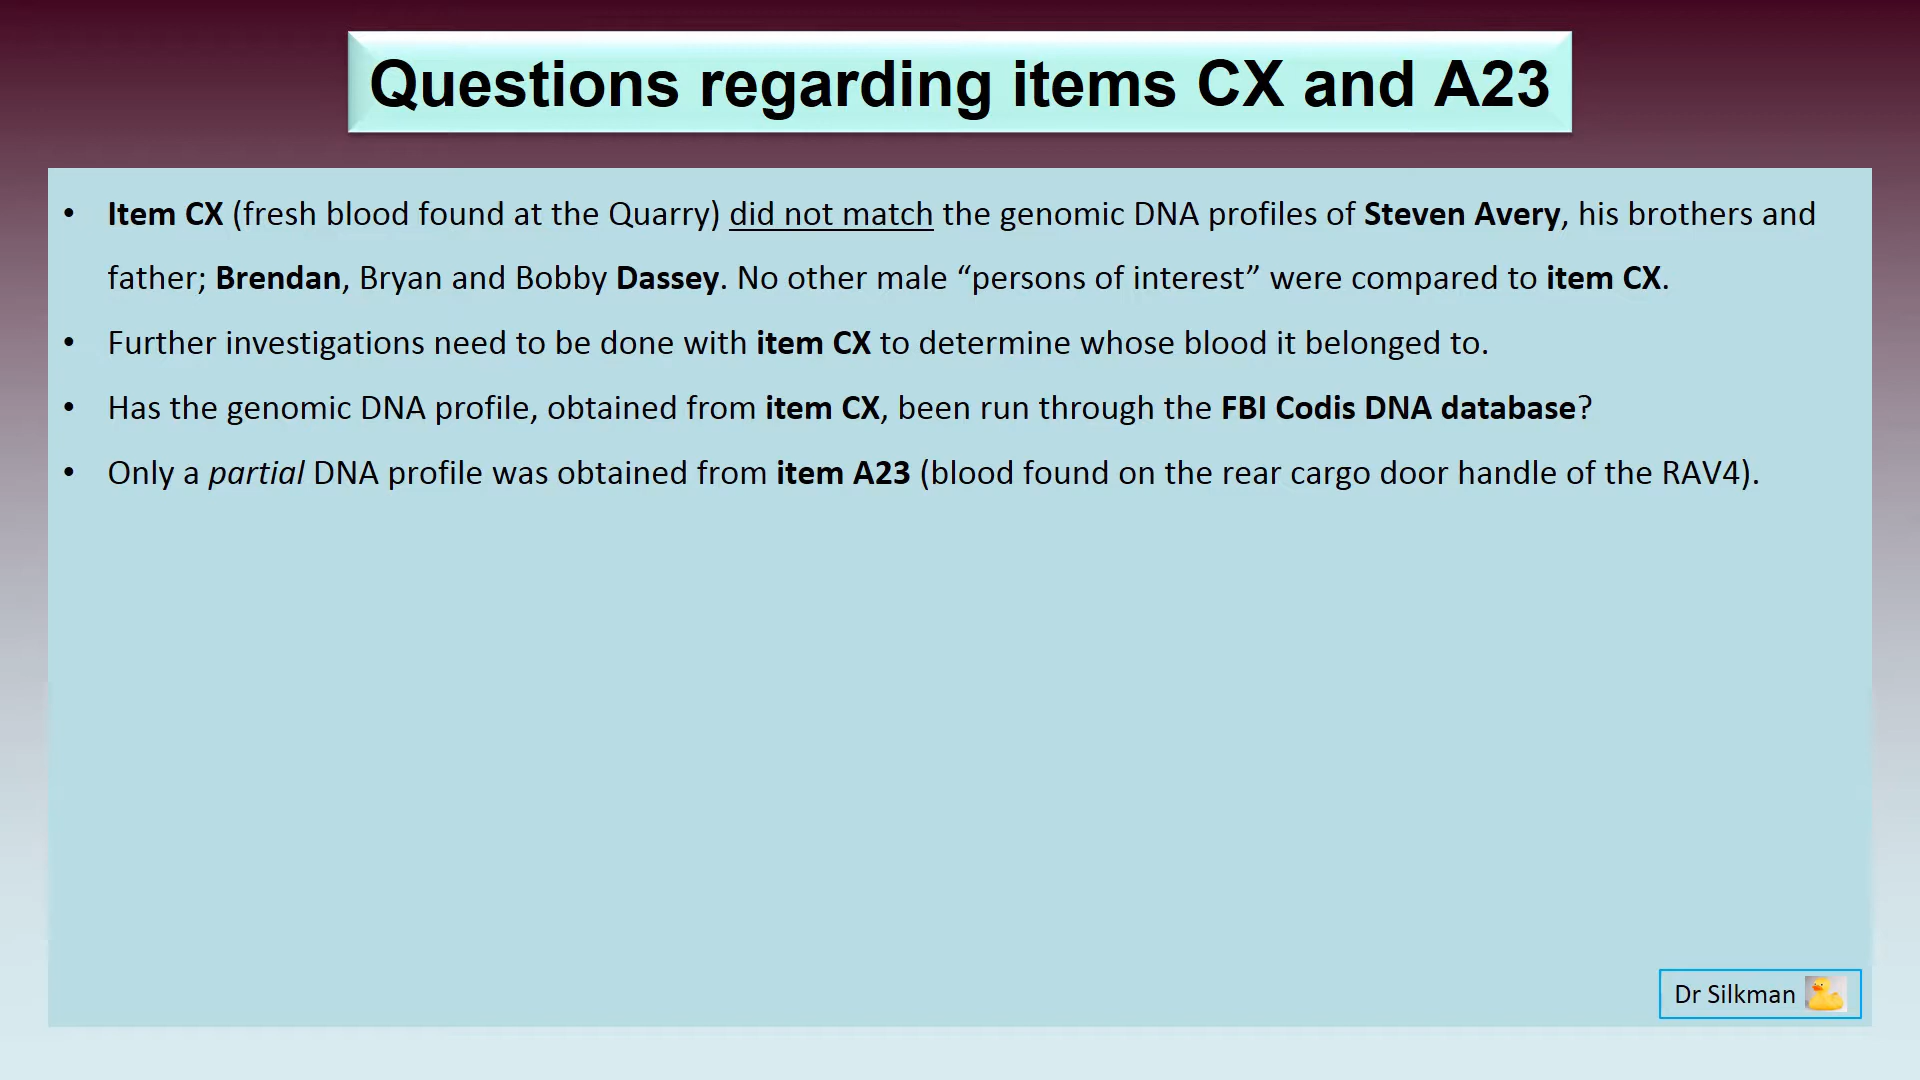 Questions regarding items CX and A23
• Item CX (fresh blood found at the Quarry) did not match the genomic DNA profiles of Steven Avery, his brothers and
father; Brendan, Bryan and Bobby Dassey. No other male “persons of interest” were compared to item CX.
• Further investigations need to be done with item CX to determine whose blood it belonged to.
• Has the genomic DNA profile, obtained from item CX, been run through the FBI Codis DNA database?
• Only a partial DNA profile was obtained from item A23 (blood found on the rear cargo door handle of the RAV4).
Dr Silkman